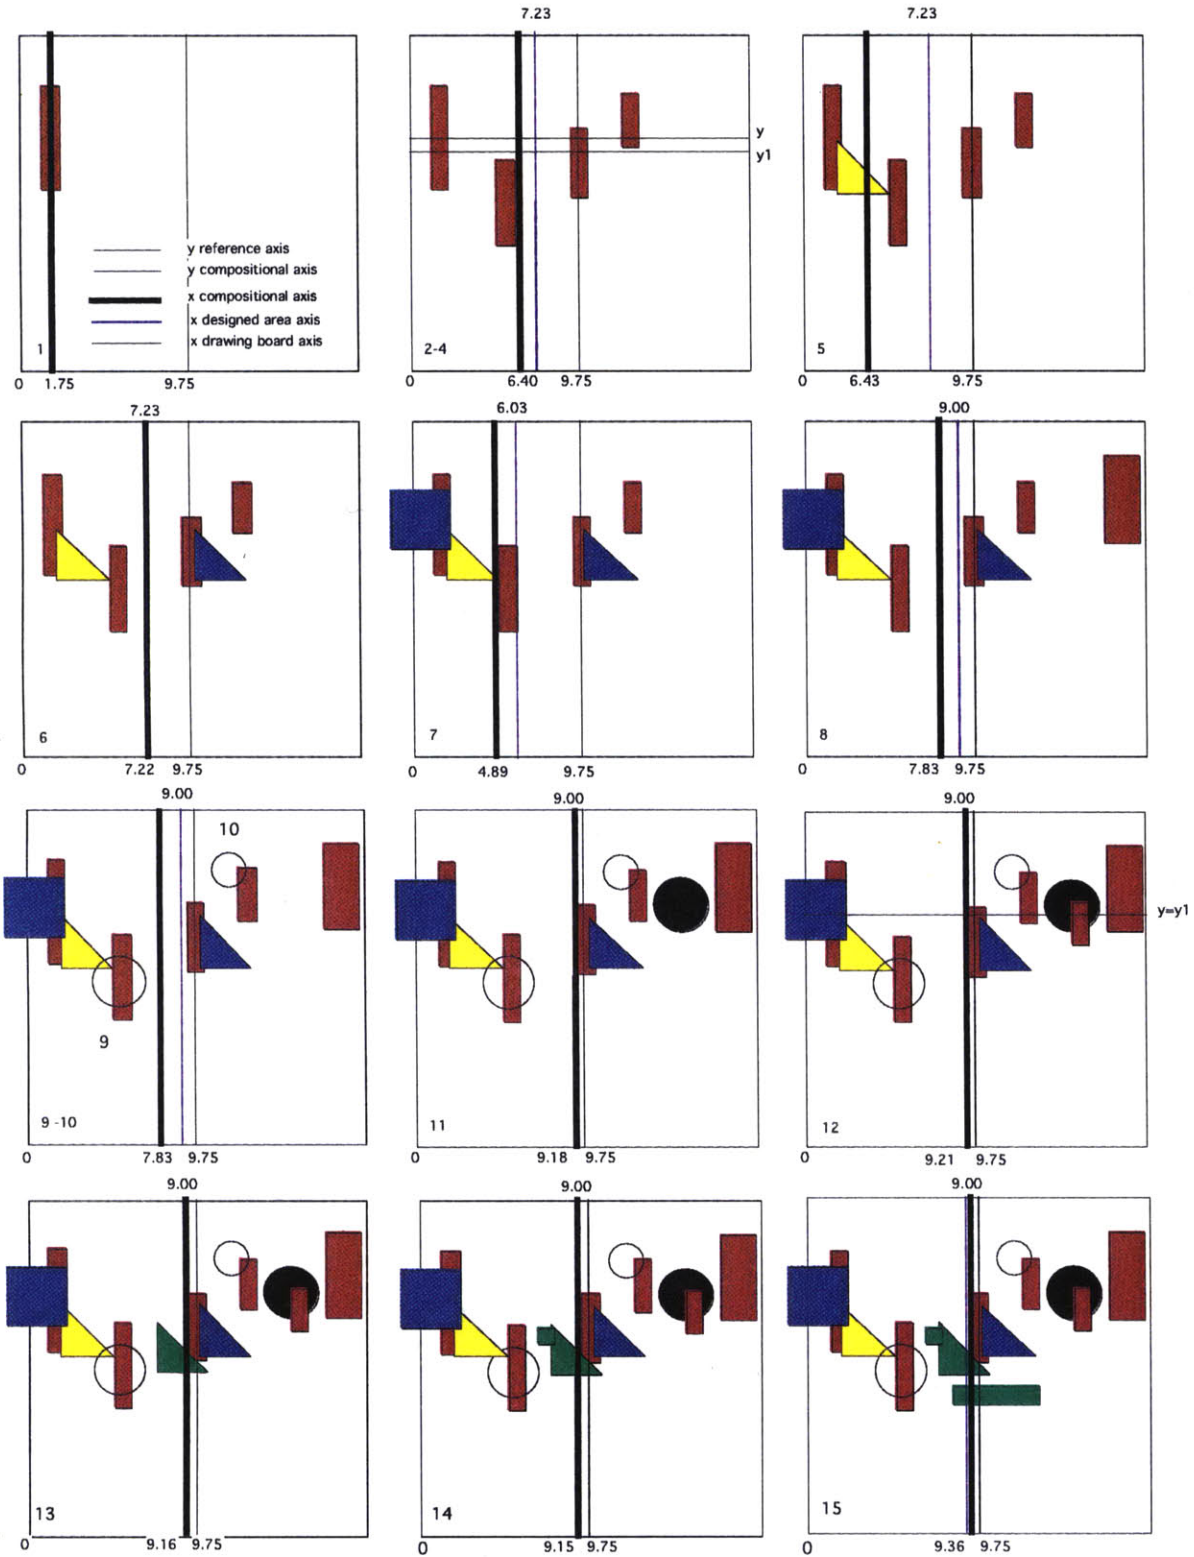 7.23
7.23
y
y1
y reference axis
y compositional axis
x compositional axis
x designed area axis
x drawing board axis
1
2-4
5
0 1.75 9.75
0 6.40 9.75
0 6.43 9.75
7.23
6.03
9.00
6
7
8
0 7.22 9.75
0 4.89 9.75
0 7.83 9.75
9.00
9.00
9.00
10
y=y1
9
9-10
11
12
0 7.83 9.75
0 9.18 9.75
0 9.21 9.75
9.00
9.00
9.00
13
14
15
0 9.16 9.75
0 9.15 9.75
0 9.36 9.75